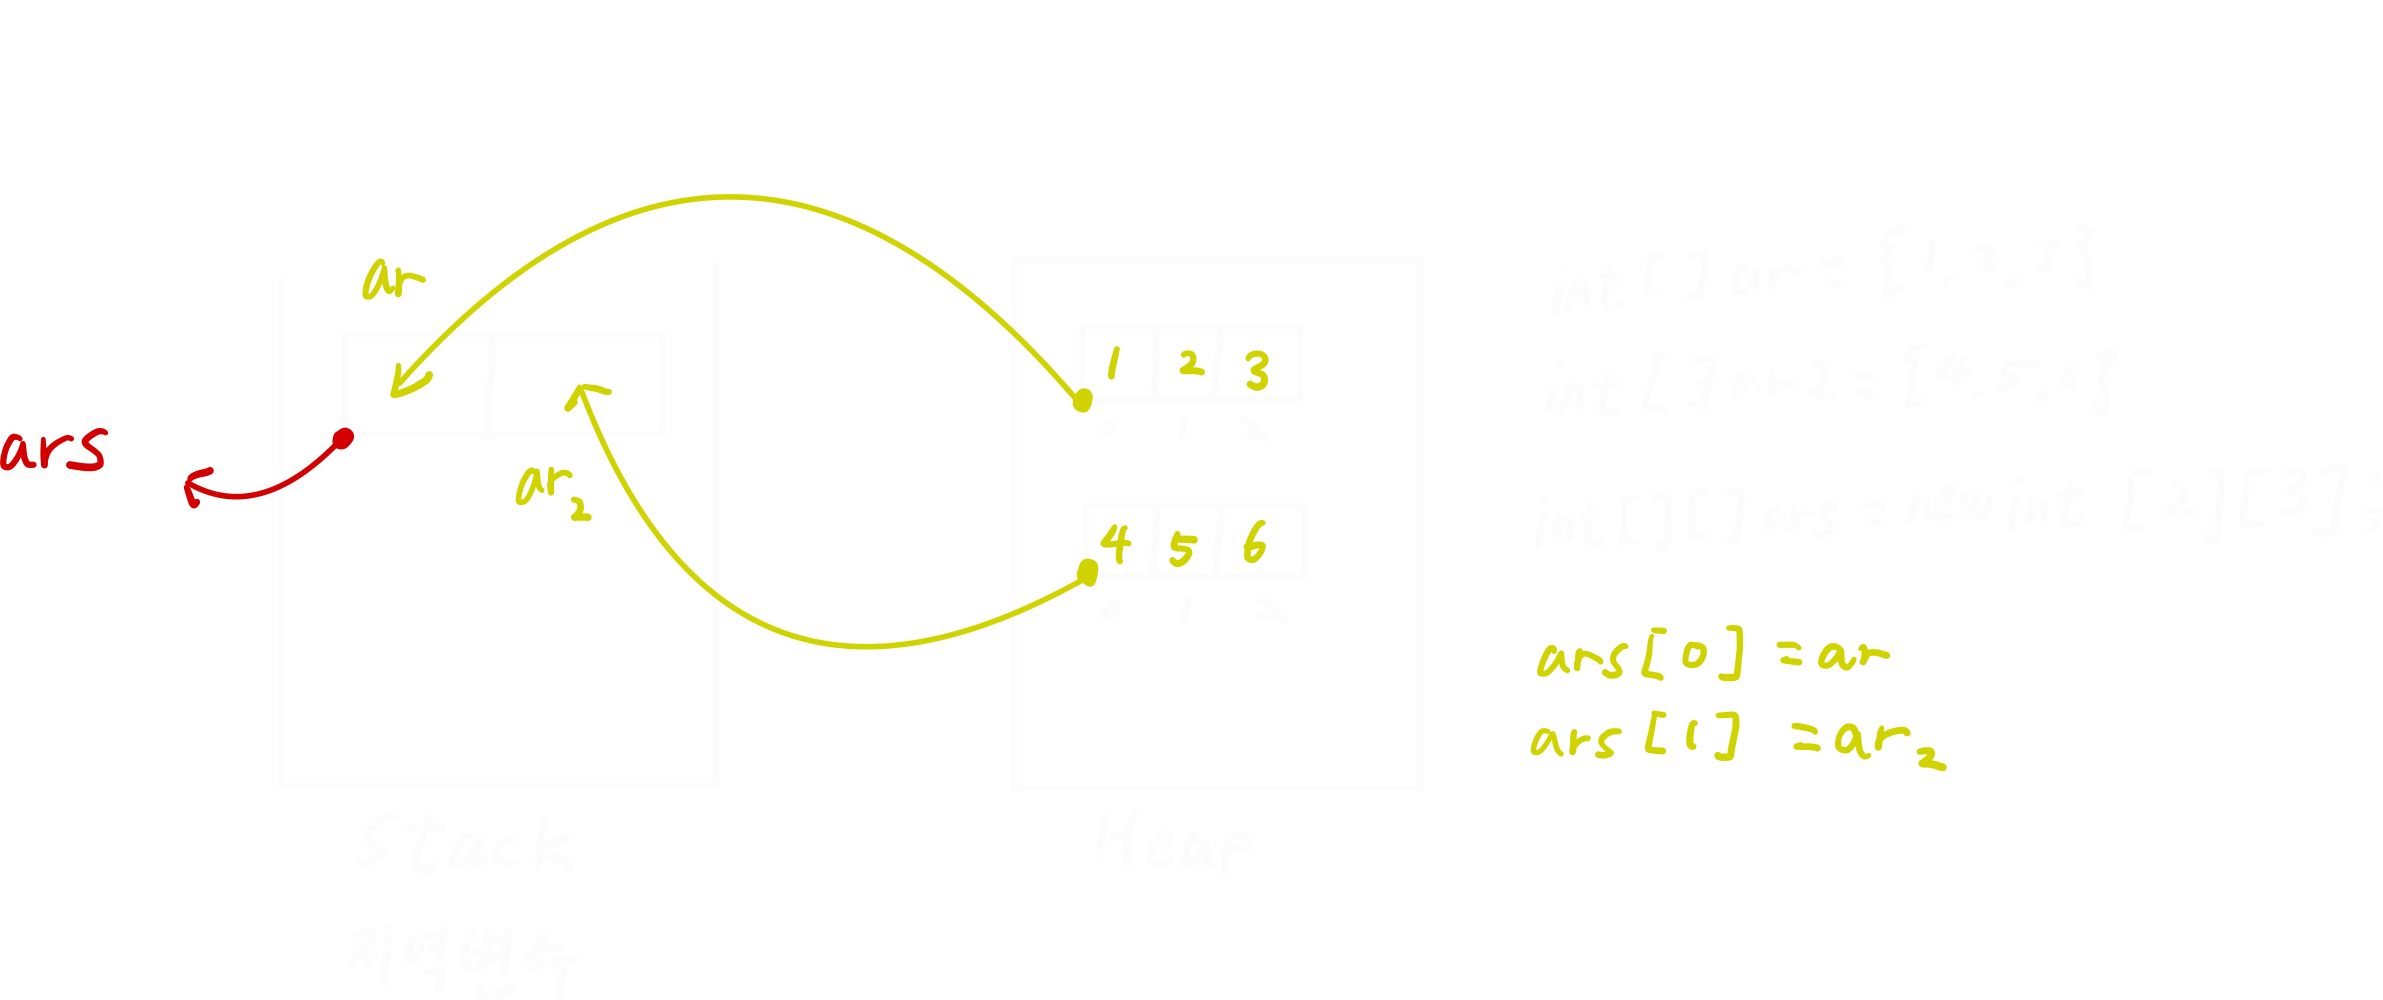 ar
ars
ar2
1 2 3
0 1 2
4 5 6
0 1 2
Stack
지역변수
Heap
int[] ar = {1,2,3}
int[] ar2 = {4,5,6}
int[][] ars = new int [2][3];
ars[0] = ar
ars[1] = ar2